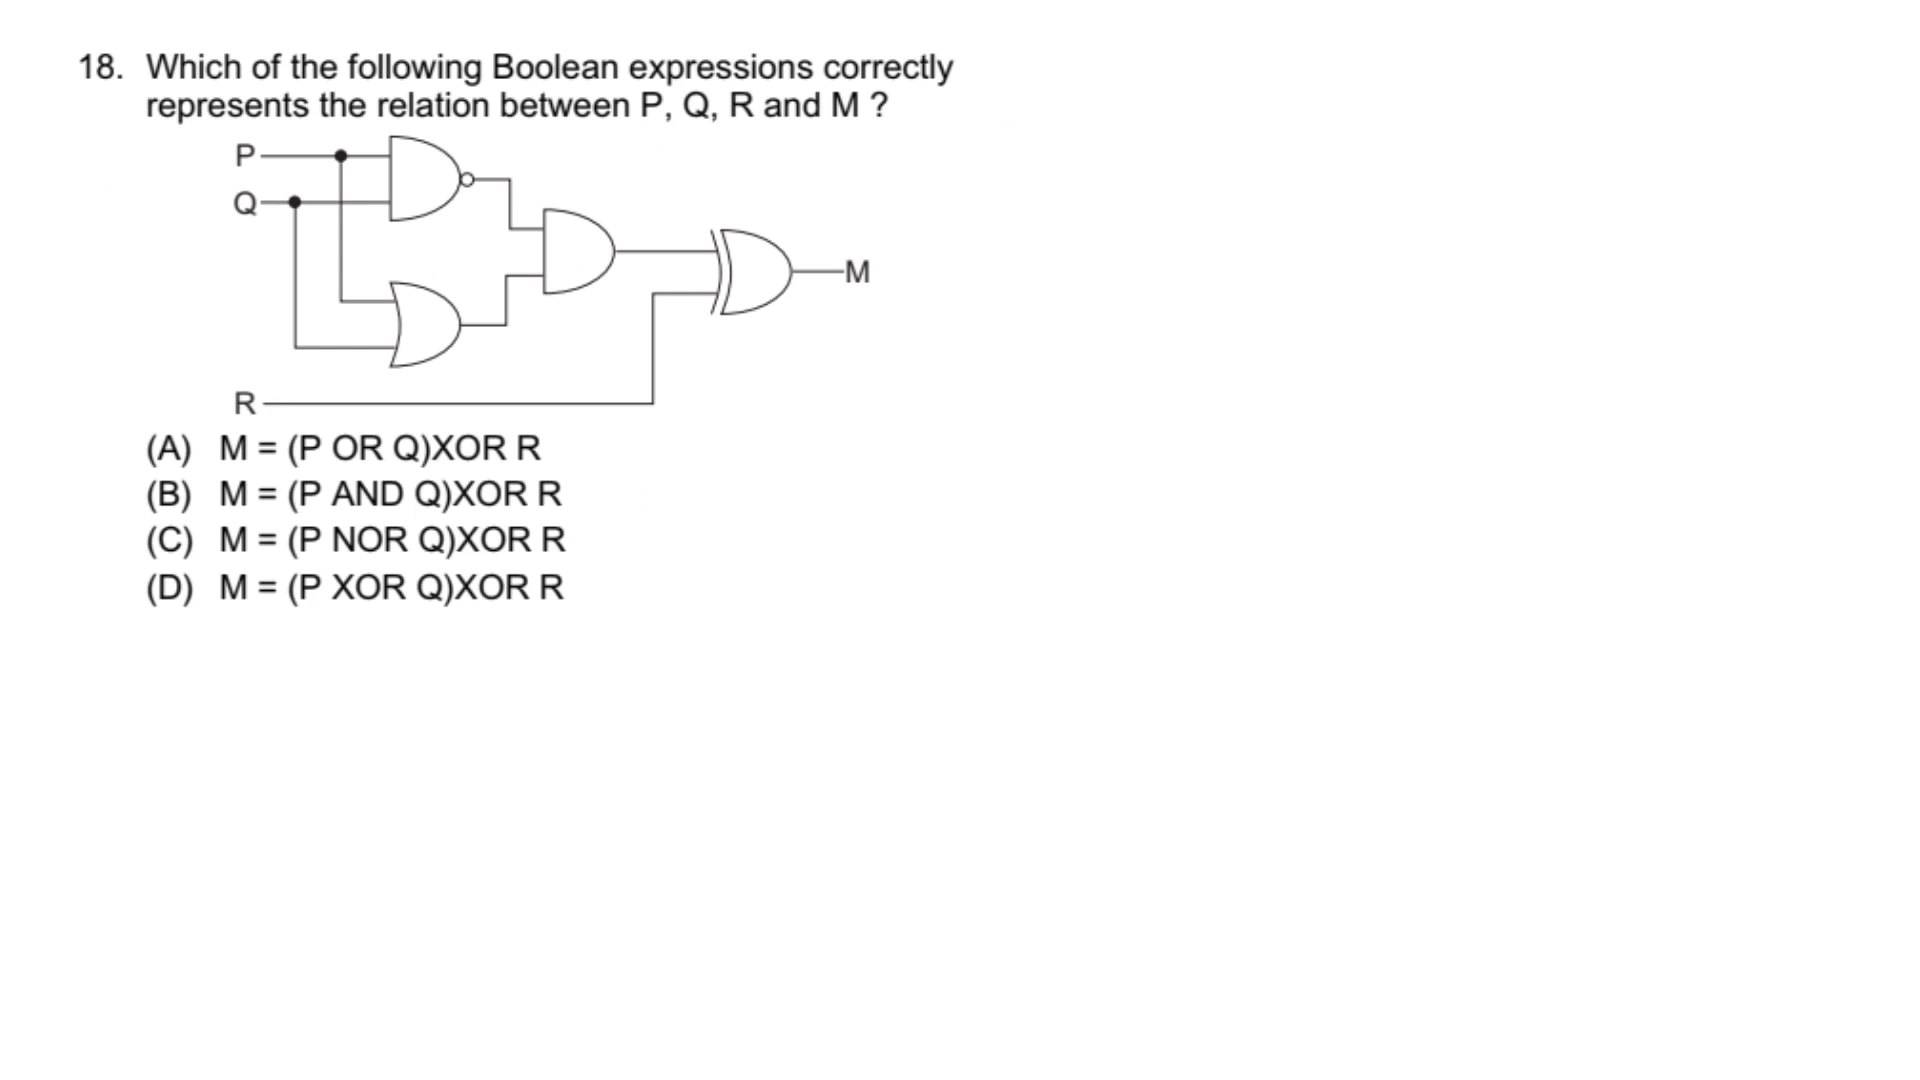 18. Which of the following Boolean expressions correctly
represents the relation between P, Q, R and M ?
P
Q
M
R
(A) M = (P OR Q)XOR R
(B) M = (P AND Q)XOR R
(C) M = (P NOR Q)XOR R
(D) M = (P XOR Q)XOR R